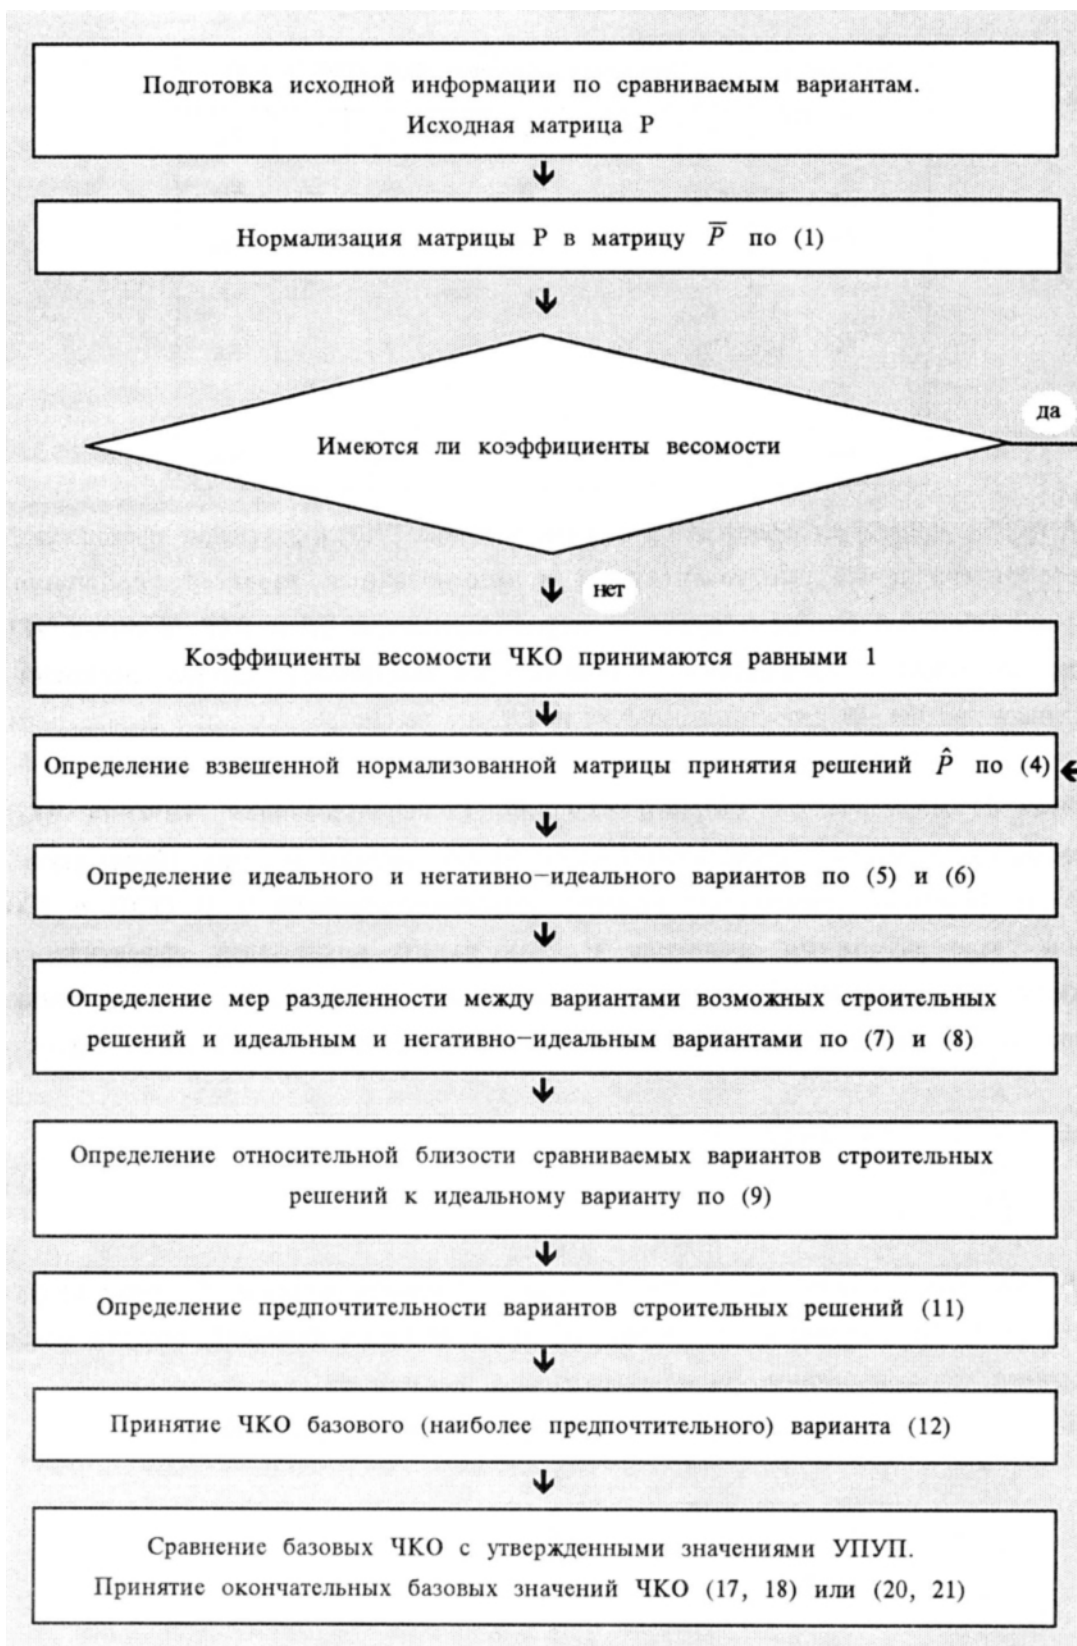 Подготовка исходной информации по сравниваемым вариантам.
Исходная матрица Р
Нормализация матрицы Р в матрицу P̅ по (1)
Имеются ли коэффициенты весомости
да
нет
Коэффициенты весомости ЧКО принимаются равными 1
Определение взвешенной нормализованной матрицы принятия решений P̂ по (4)
Определение идеального и негативно−идеального вариантов по (5) и (6)
Определение мер разделенности между вариантами возможных строительных
решений и идеальным и негативно−идеальным вариантами по (7) и (8)
Определение относительной близости сравниваемых вариантов строительных
решений к идеальному варианту по (9)
Определение предпочтительности вариантов строительных решений (11)
Принятие ЧКО базового (наиболее предпочтительного) варианта (12)
Сравнение базовых ЧКО с утвержденными значениями УПУП.
Принятие окончательных базовых значений ЧКО (17, 18) или (20, 21)